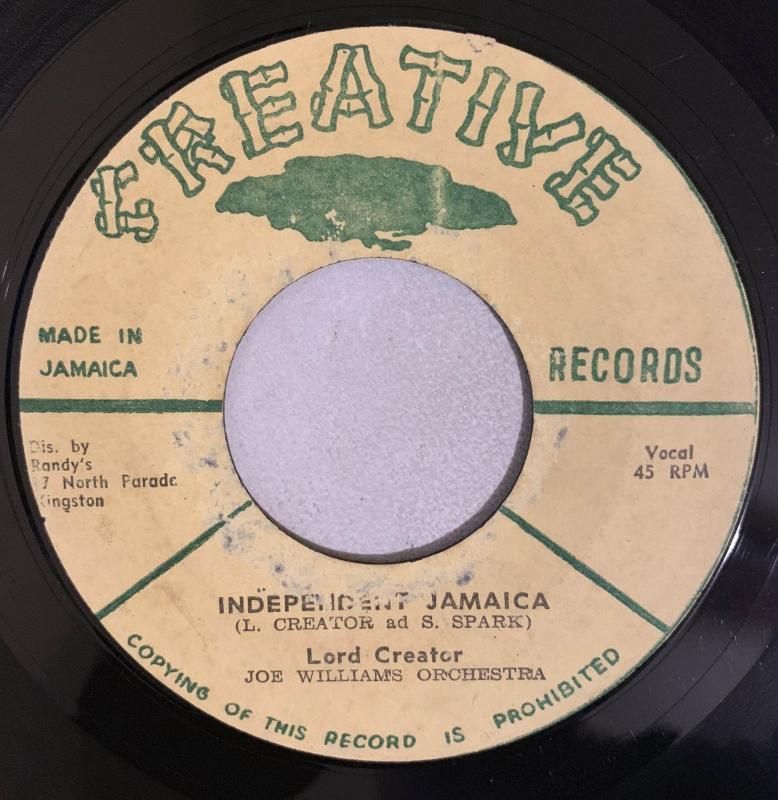 CREATIVE
MADE IN
JAMAICA
RECORDS
Dis. by
Randy's
17 North Parade
Kingston
Vocal
45 RPM
INDEPENDENT JAMAICA
(L. CREATOR ad S. SPARK)
Lord Creator
JOE WILLIAMS ORCHESTRA
COPYING OF THIS RECORD IS PROHIBITED